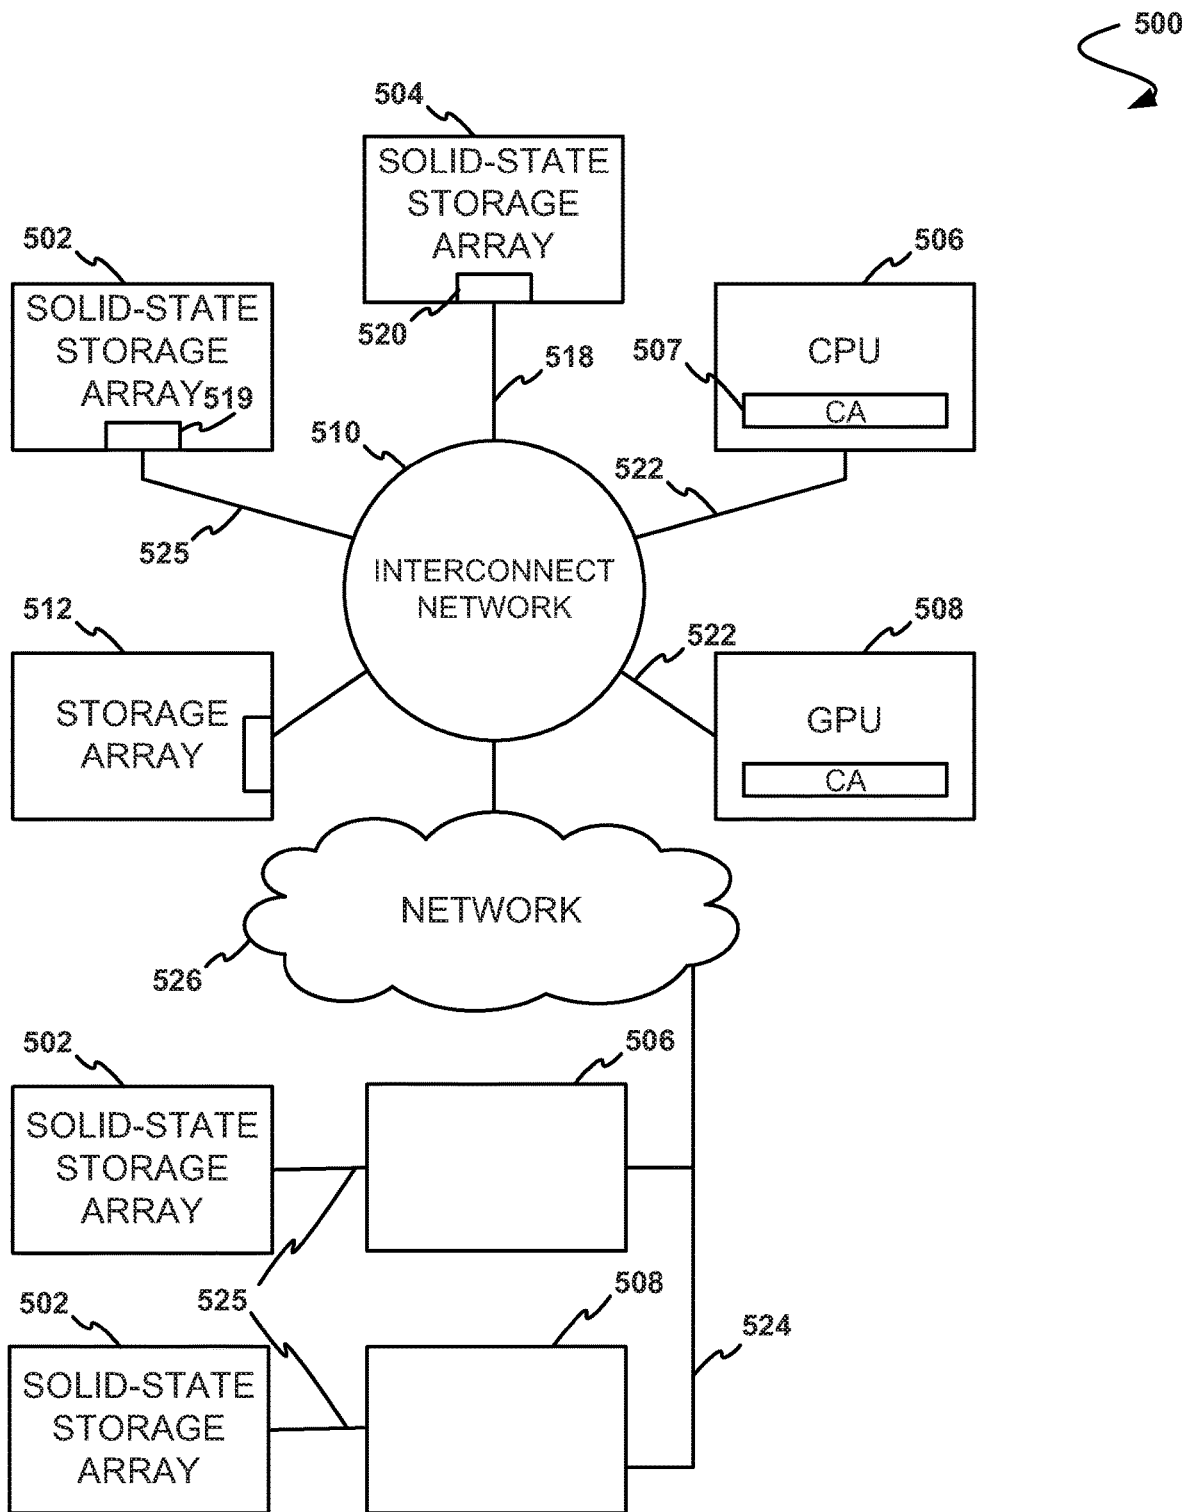 500
504
SOLID-STATE
STORAGE
ARRAY
520
518
502
SOLID-STATE
STORAGE
ARRAY
519
525
506
CPU
507
CA
522
510
INTERCONNECT
NETWORK
512
STORAGE
ARRAY
522
508
GPU
CA
NETWORK
526
502
SOLID-STATE
STORAGE
ARRAY
506
525
502
SOLID-STATE
STORAGE
ARRAY
508
524